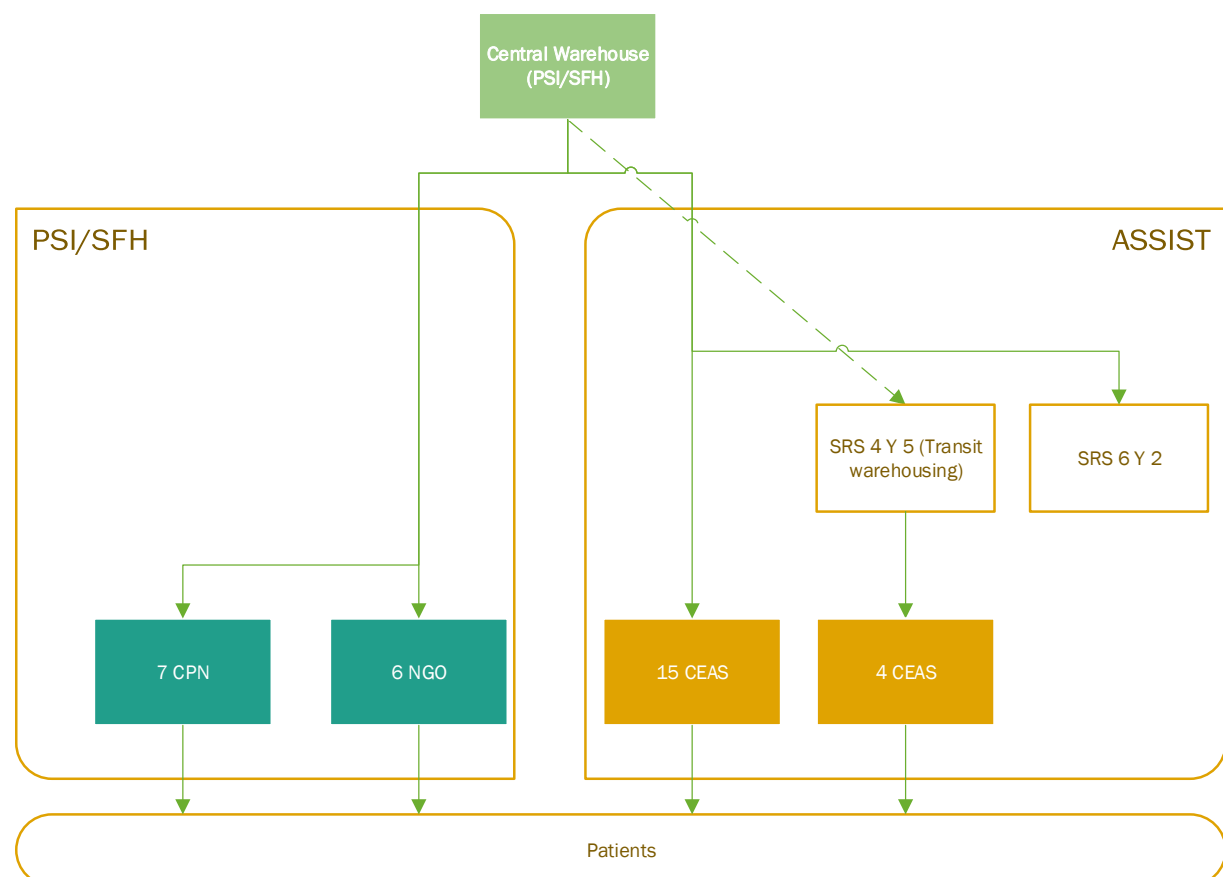 Central Warehouse
(PSI/SFH)
PSI/SFH
ASSIST
SRS 4 Y 5 (Transit
warehousing)
SRS 6 Y 2
7 CPN
6 NGO
15 CEAS
4 CEAS
Patients